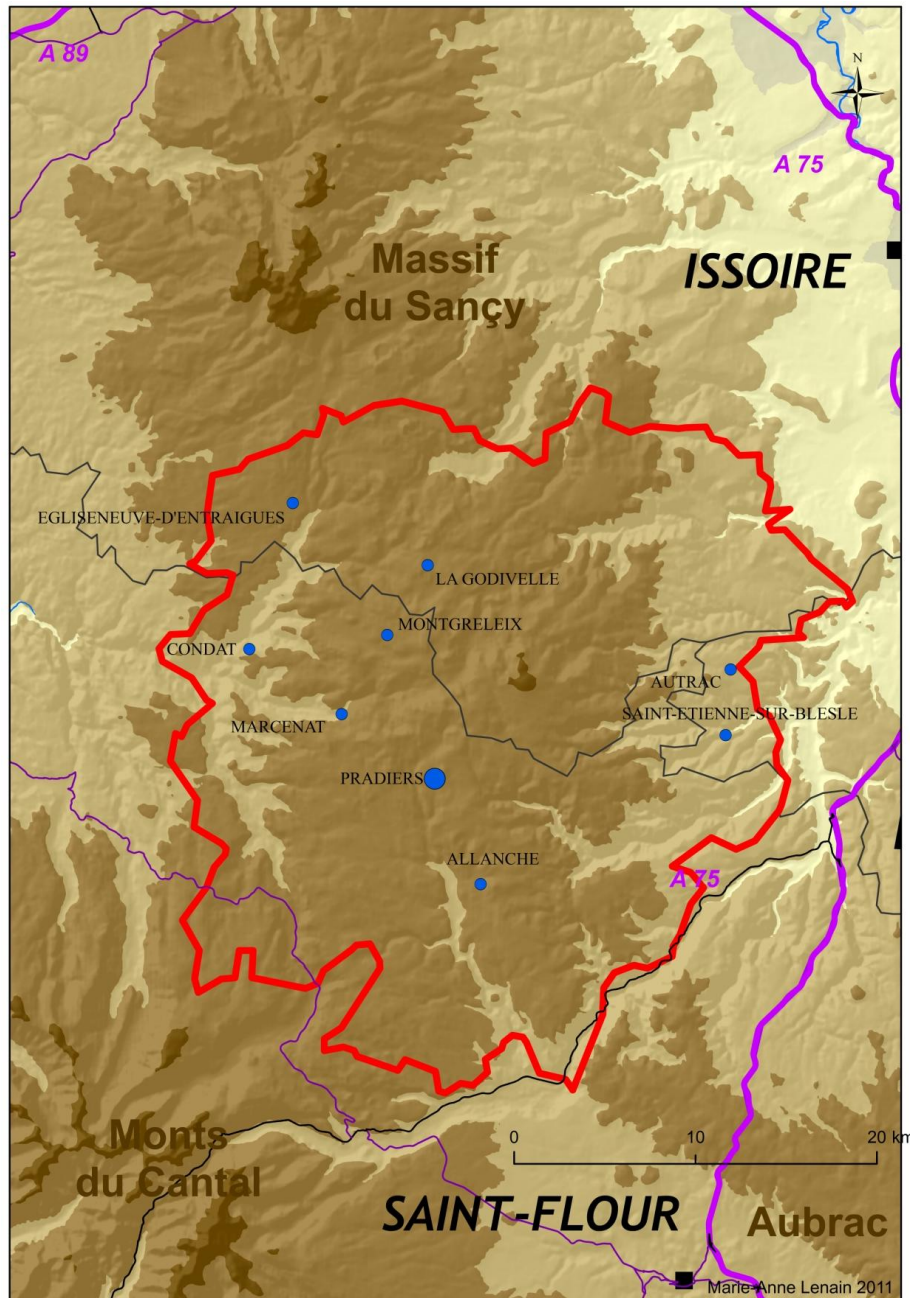 A 89
N
A 75
Massif
du Sançy
ISSOIRE
EGLISENEUVE-D'ENTRAIGUES
LA GODIVELLE
MONTGRELEIX
CONDAT
AUTRAC
MARCENAT
SAINT-ETIENNE-SUR-BLESLE
PRADIERS
ALLANCHE
A 75
Monts
du Cantal
0 10 20 km
SAINT-FLOUR
Aubrac
Marie-Anne Lenain 2011